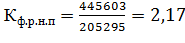 Кф.р.н.п = 445603/205295 = 2,17